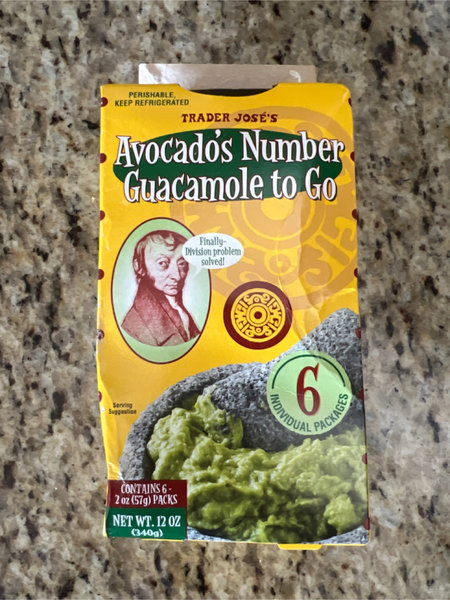 PERISHABLE,
KEEP REFRIGERATED
TRADER JOSÉ'S
Avocado's Number
Guacamole to Go
Finally-
Division problem
solved!
6
INDIVIDUAL PACKAGES
Serving
Suggestion
CONTAINS 6 -
2 oz (57g) PACKS
NET WT. 12 OZ
(340g)